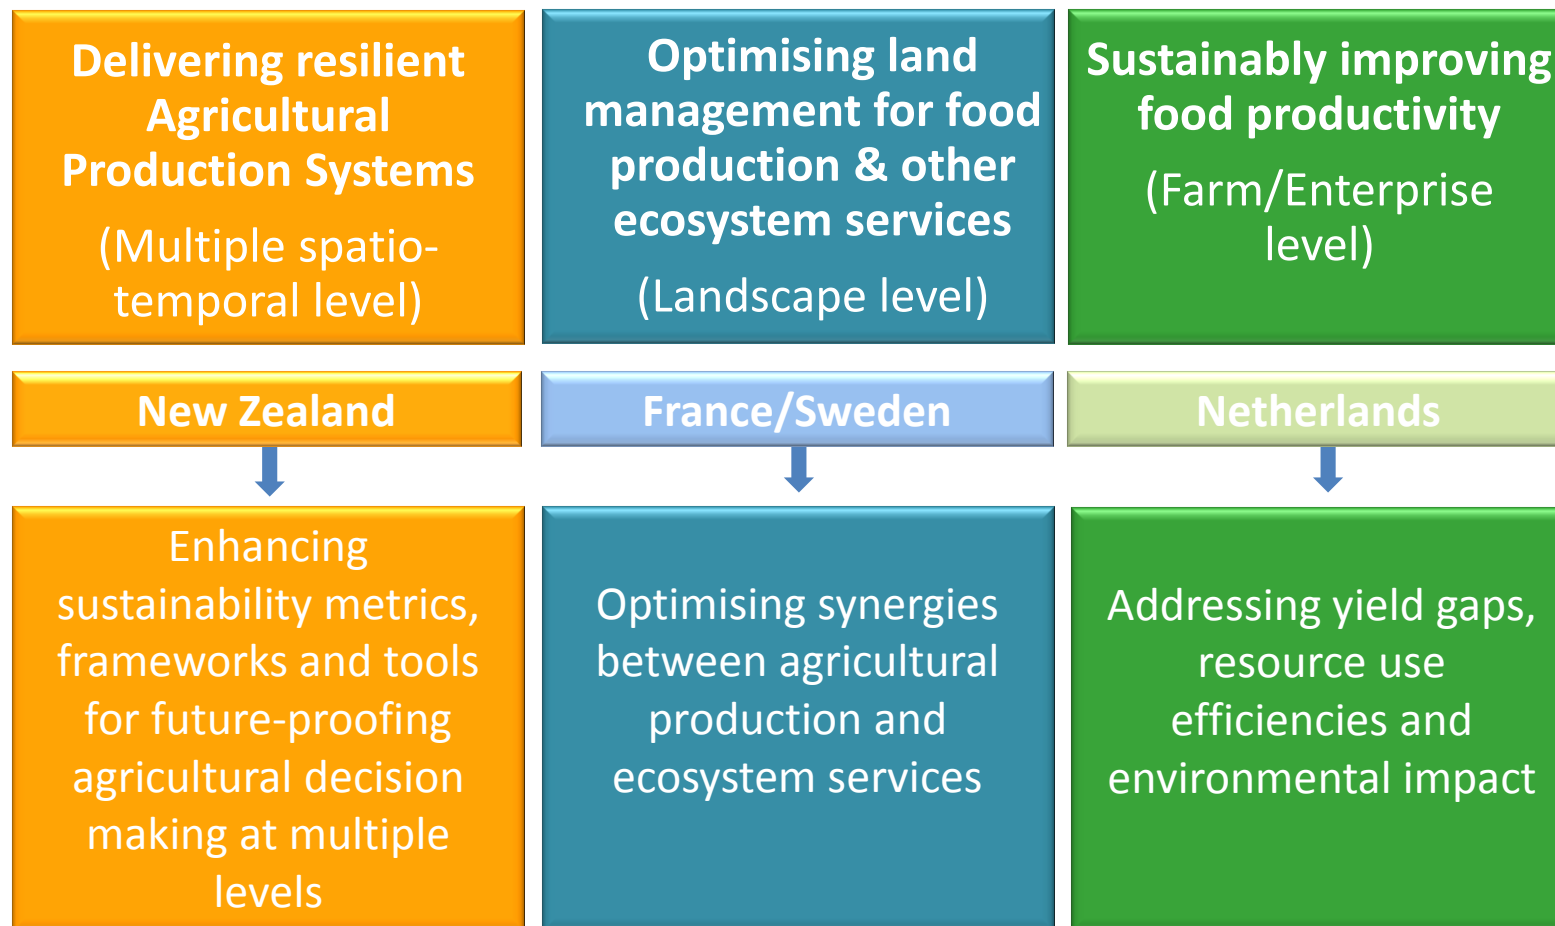 Delivering resilient
Agricultural
Production Systems
(Multiple spatio-
temporal level)
Optimising land
management for food
production & other
ecosystem services
(Landscape level)
Sustainably improving
food productivity
(Farm/Enterprise
level)
New Zealand
France/Sweden
Netherlands
Enhancing
sustainability metrics,
frameworks and tools
for future-proofing
agricultural decision
making at multiple
levels
Optimising synergies
between agricultural
production and
ecosystem services
Addressing yield gaps,
resource use
efficiencies and
environmental impact